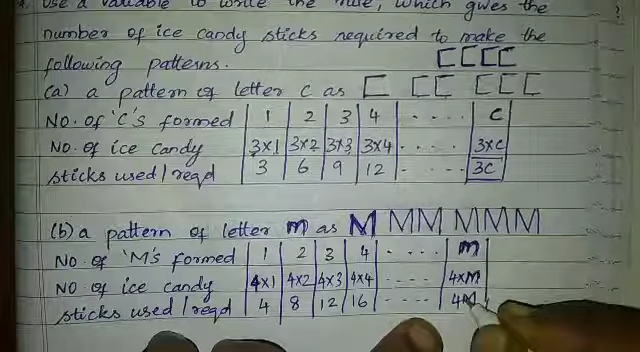 4. Use a variable to write the rule, which gives the
number of ice candy sticks required to make the
following patterns.
(a) a pattern of letter C as
No. of 'C's formed 1 2 3 4 . . . . . C
No. of ice candy 3×1 3×2 3×3 3×4 . . . . . 3×C
sticks used/reqd 3 6 9 12 . . . . . 3C
(b) a pattern of letter m as M MM MMM
No. of 'M's formed 1 2 3 4 . . . . m
No. of ice candy 4×1 4×2 4×3 4×4 . . . . . 4×M
sticks used/reqd 4 8 12 16 . . . . . 4M